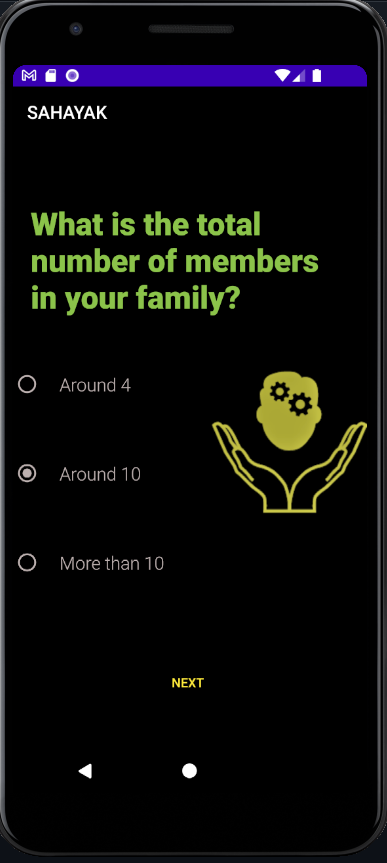 SAHAYAK
What is the total
number of members
in your family?
Around 4
Around 10
More than 10
NEXT